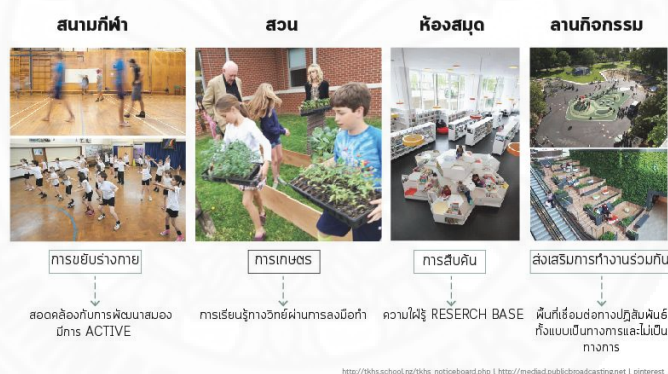 สนามกีฬา
สวน
ห้องสมุด
ลานกิจกรรม
การขยับร่างกาย
การเกษตร
การสืบค้น
ส่งเสริมการทำงานร่วมกัน
สอดคล้องกับการพัฒนาสมอง
มีการ ACTIVE
การเรียนรู้ทางวิทย์ผ่านการลงมือทำ
ความใฝ่รู้ RESERCH BASE
พื้นที่เชื่อมต่อทางปฏิสัมพันธ์
ทั้งแบบเป็นทางการและไม่เป็น
ทางการ
http://tkhs.school.nz/tkhs_noticeboard.php | http://mediad.publicbroadcasting.net | pinterest